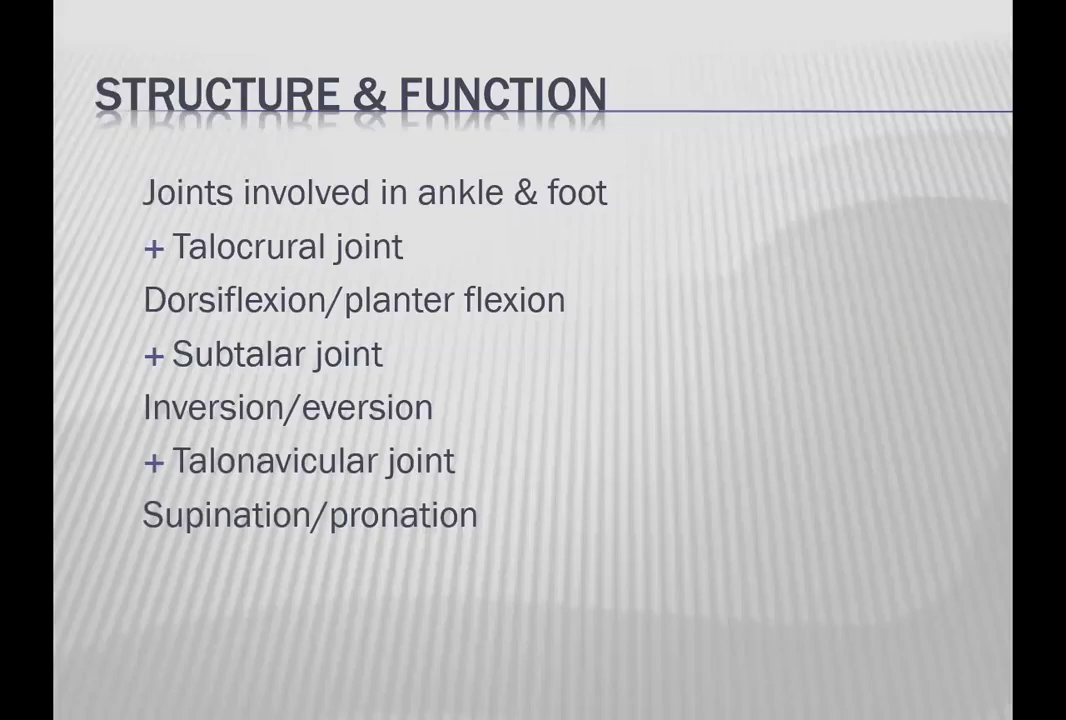 STRUCTURE & FUNCTION
Joints involved in ankle & foot
+ Talocrural joint
Dorsiflexion/planter flexion
+ Subtalar joint
Inversion/eversion
+ Talonavicular joint
Supination/pronation